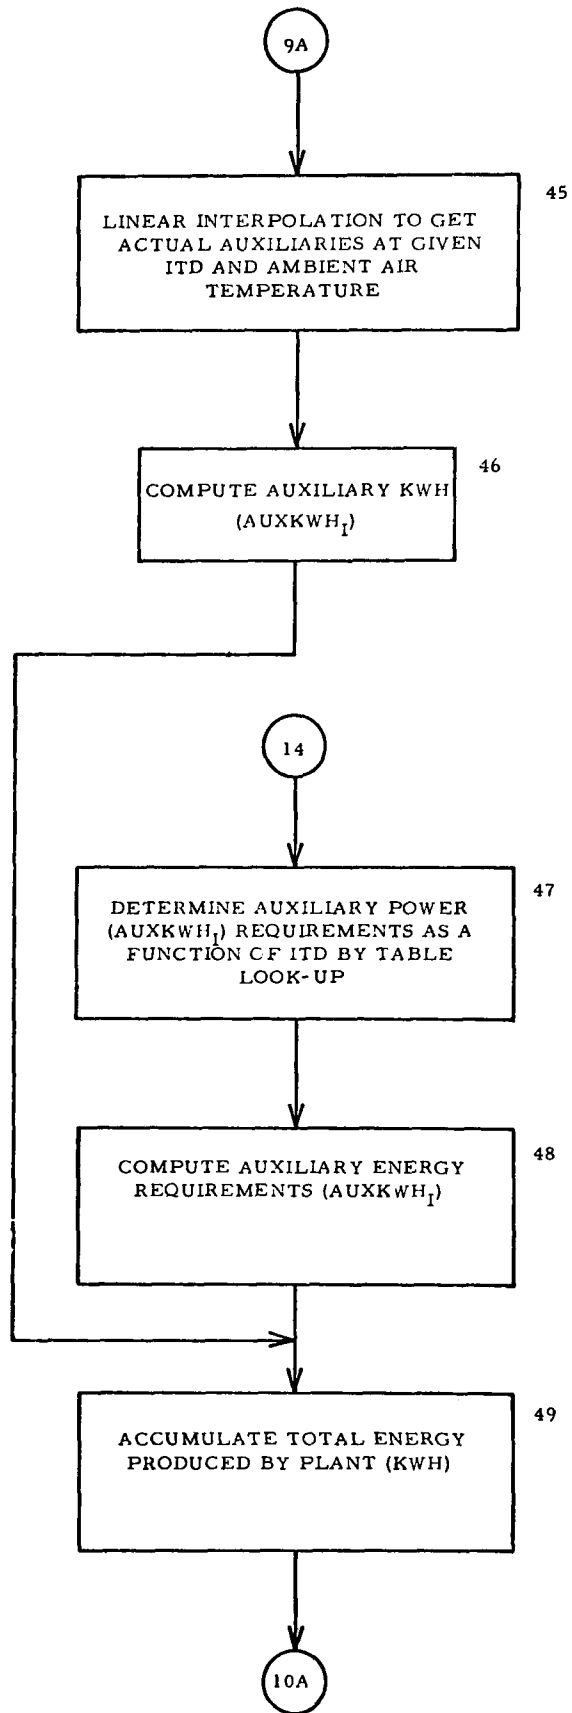 9A
45
LINEAR INTERPOLATION TO GET
ACTUAL AUXILIARIES AT GIVEN
ITD AND AMBIENT AIR
TEMPERATURE
46
COMPUTE AUXILIARY KWH
(AUXKWH_I)
14
47
DETERMINE AUXILIARY POWER
(AUXKWH_I) REQUIREMENTS AS A
FUNCTION OF ITD BY TABLE
LOOK-UP
48
COMPUTE AUXILIARY ENERGY
REQUIREMENTS (AUXKWH_I)
49
ACCUMULATE TOTAL ENERGY
PRODUCED BY PLANT (KWH)
10A